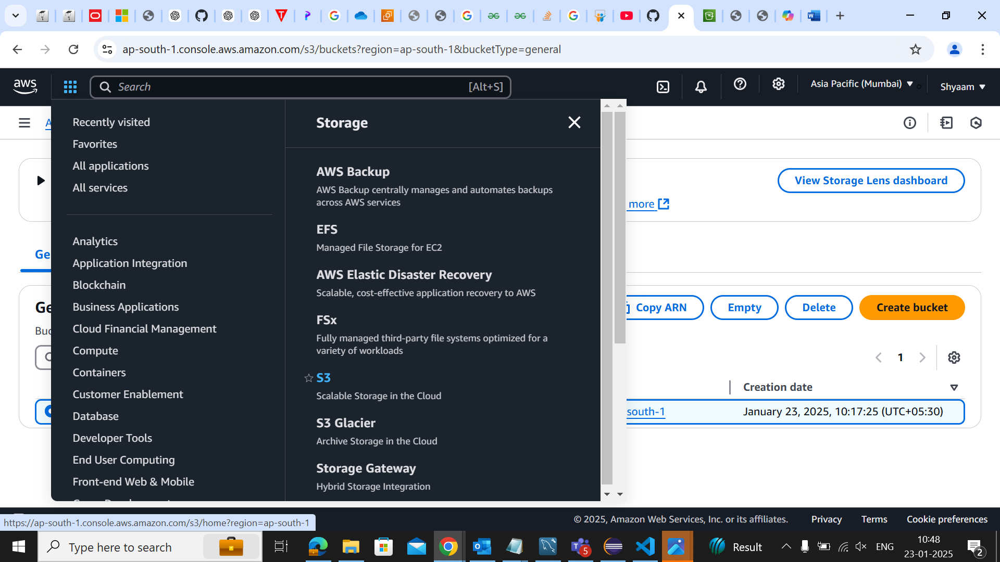 ap-south-1.console.aws.amazon.com/s3/buckets?region=ap-south-1&bucketType=general
aws
Search
[Alt+S]
Asia Pacific (Mumbai)
Shyaam
A
Recently visited
Favorites
All applications
All services
Analytics
Application Integration
Blockchain
Business Applications
Cloud Financial Management
Compute
Containers
Customer Enablement
Database
Developer Tools
End User Computing
Front-end Web & Mobile
Storage
AWS Backup
AWS Backup centrally manages and automates backups
across AWS services
EFS
Managed File Storage for EC2
AWS Elastic Disaster Recovery
Scalable, cost-effective application recovery to AWS
FSx
Fully managed third-party file systems optimized for a
variety of workloads
S3
Scalable Storage in the Cloud
S3 Glacier
Archive Storage in the Cloud
Storage Gateway
Hybrid Storage Integration
View Storage Lens dashboard
more
Ge
Ge
Buc
Copy ARN
Empty
Delete
Create bucket
1
Creation date
south-1
January 23, 2025, 10:17:25 (UTC+05:30)
https://ap-south-1.console.aws.amazon.com/s3/home?region=ap-south-1
© 2025, Amazon Web Services, Inc. or its affiliates.
Privacy
Terms
Cookie preferences
Type here to search
5
Result
ENG
10:48
23-01-2025
2